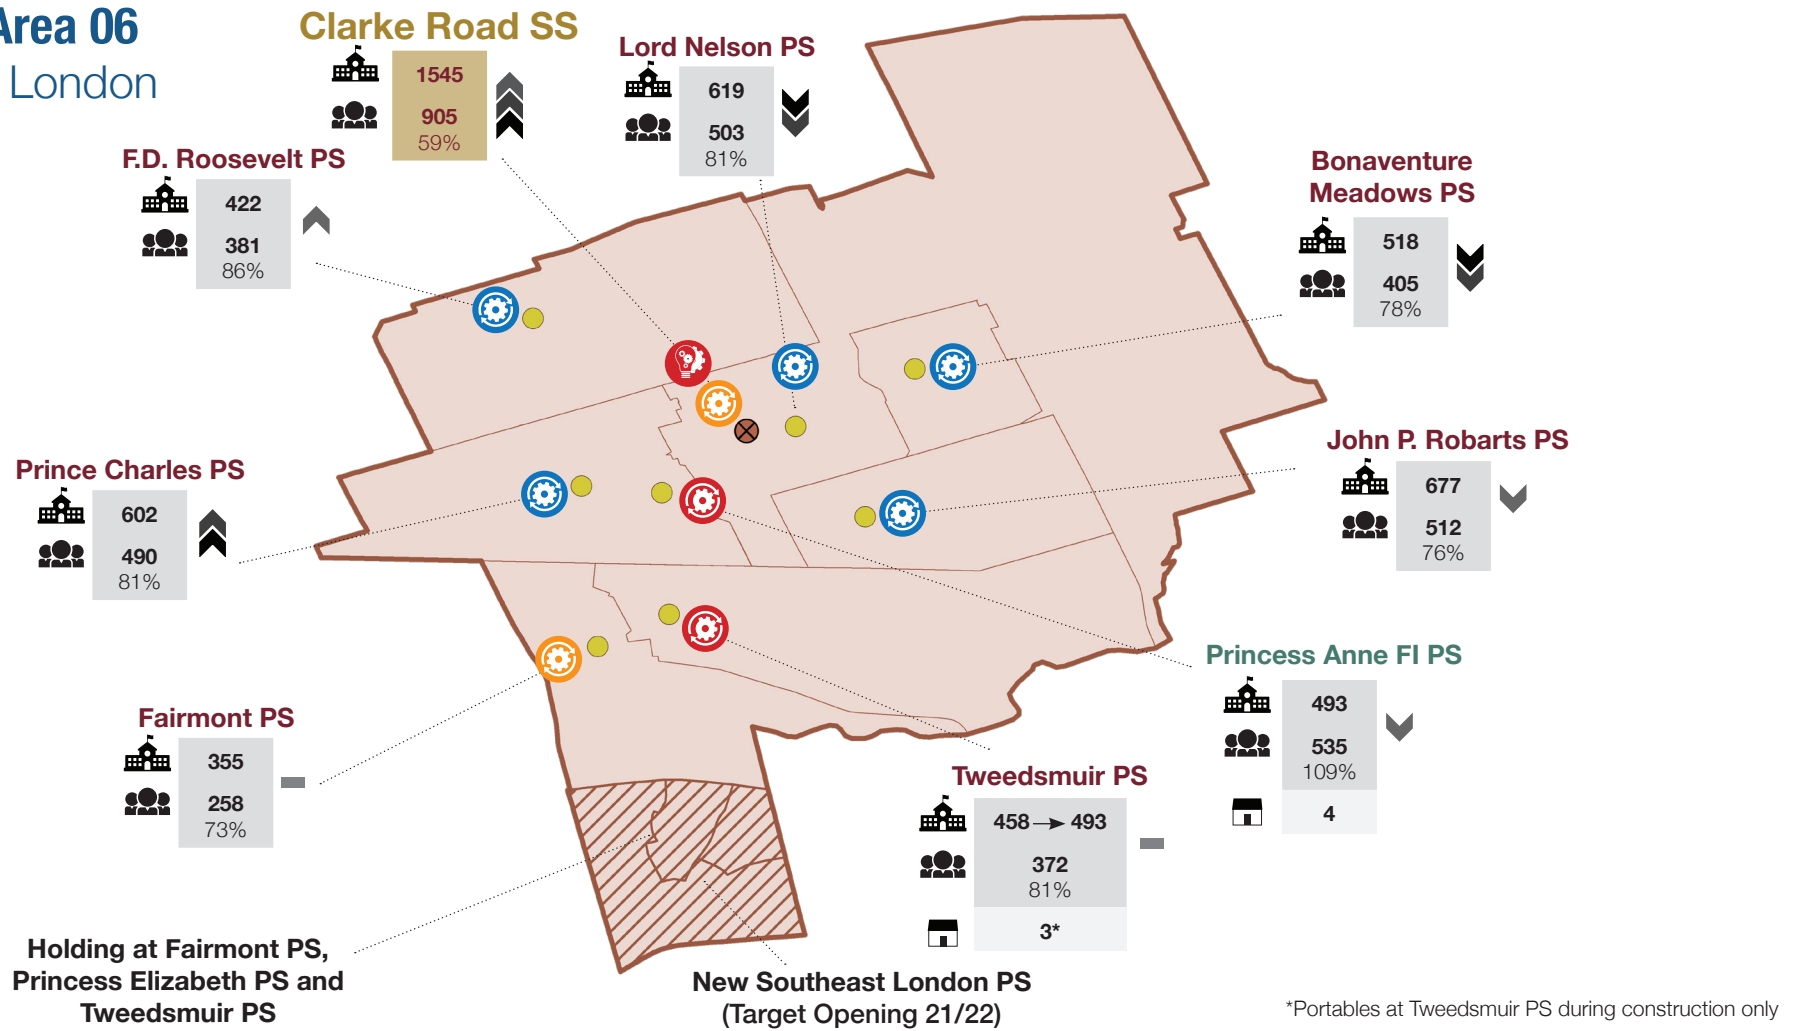 Area 06
London
Clarke Road SS
1545
905
59%
Lord Nelson PS
619
503
81%
F.D. Roosevelt PS
422
381
86%
Bonaventure
Meadows PS
518
405
78%
John P. Robarts PS
677
512
76%
Prince Charles PS
602
490
81%
Princess Anne FI PS
493
535
109%
4
Fairmont PS
355
258
73%
Tweedsmuir PS
458 → 493
372
81%
3*
Holding at Fairmont PS,
Princess Elizabeth PS and
Tweedsmuir PS
New Southeast London PS
(Target Opening 21/22)
*Portables at Tweedsmuir PS during construction only